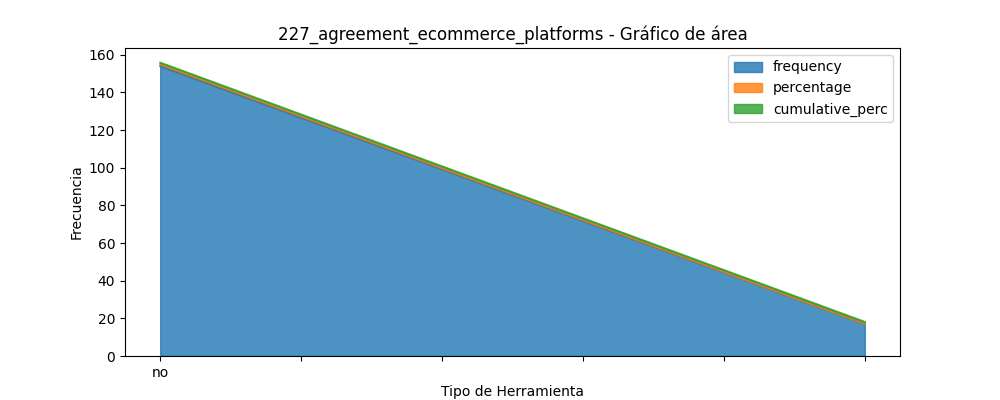 227_agreement_ecommerce_platforms - Gráfico de área
frequency
percentage
cumulative_perc
160
140
120
100
80
60
40
20
0
Frecuencia
no
Tipo de Herramienta